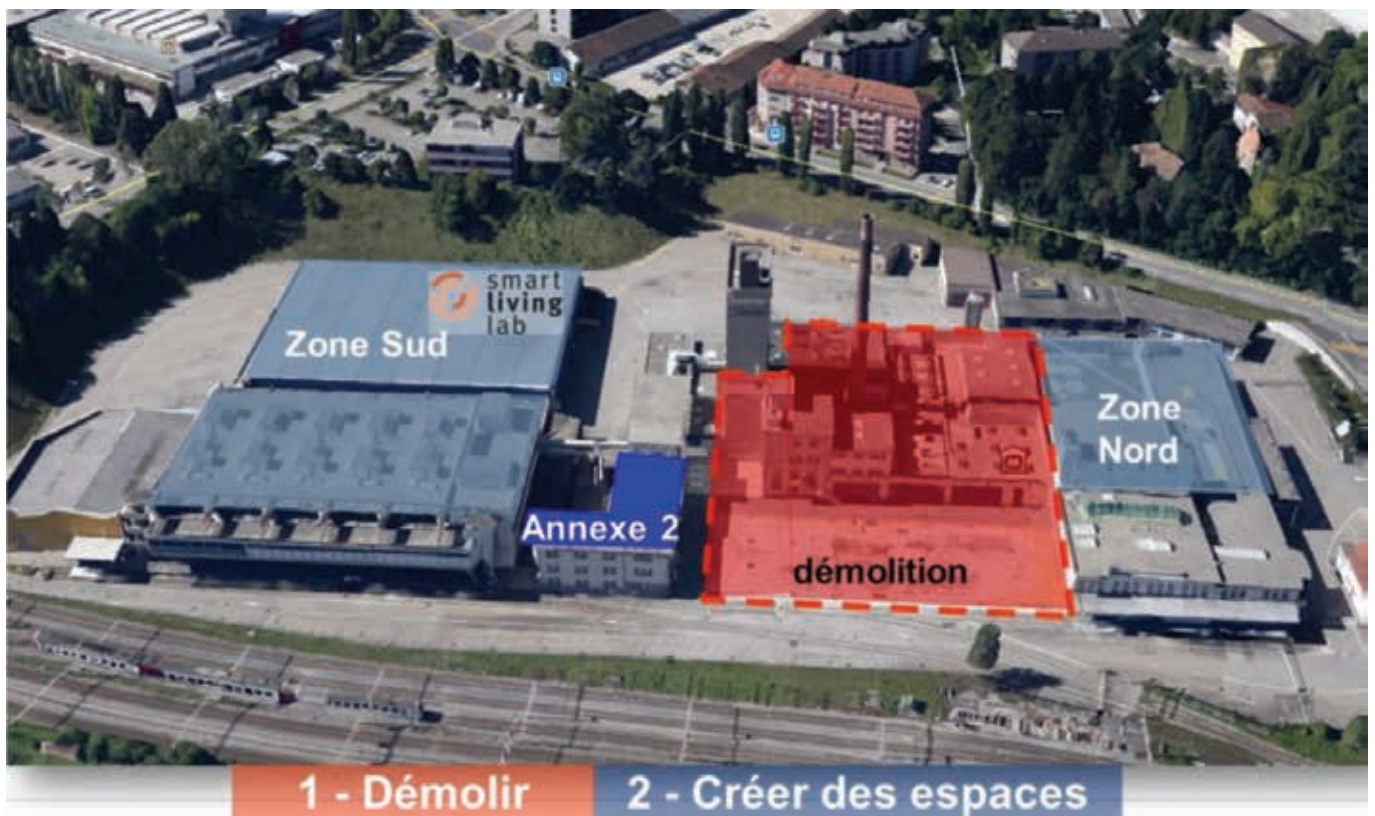 smart
living
lab
Zone Sud
Zone
Nord
Annexe 2
démolition
1 - Démolir
2 - Créer des espaces